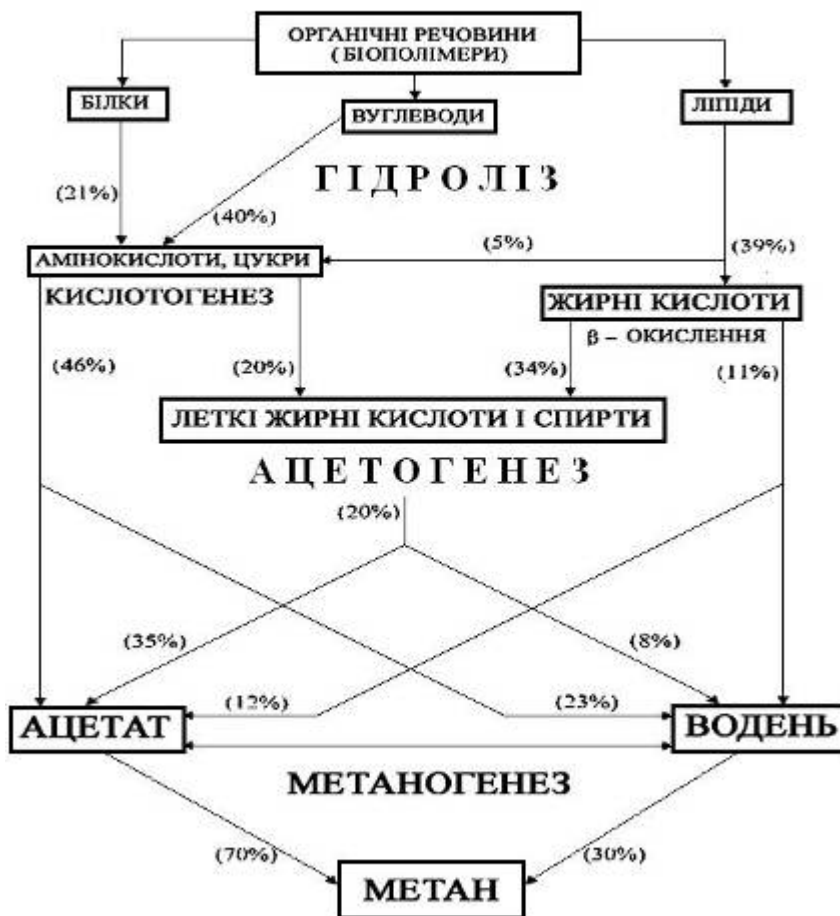 ОРГАНІЧНІ РЕЧОВИНИ
( БІОПОЛІМЕРИ)
БІЛКИ
ВУГЛЕВОДИ
ЛІПІДИ
ГІДРОЛІЗ
(21%)
(40%)
(5%)
(39%)
АМІНОКИСЛОТИ, ЦУКРИ
КИСЛОТОГЕНЕЗ
ЖИРНІ КИСЛОТИ
β – ОКИСЛЕННЯ
(46%)
(20%)
(34%)
(11%)
ЛЕТКІ ЖИРНІ КИСЛОТИ І СПИРТИ
АЦЕТОГЕНЕЗ
(20%)
(35%)
(8%)
(12%)
(23%)
АЦЕТАТ
ВОДЕНЬ
МЕТАНОГЕНЕЗ
(70%)
(30%)
МЕТАН